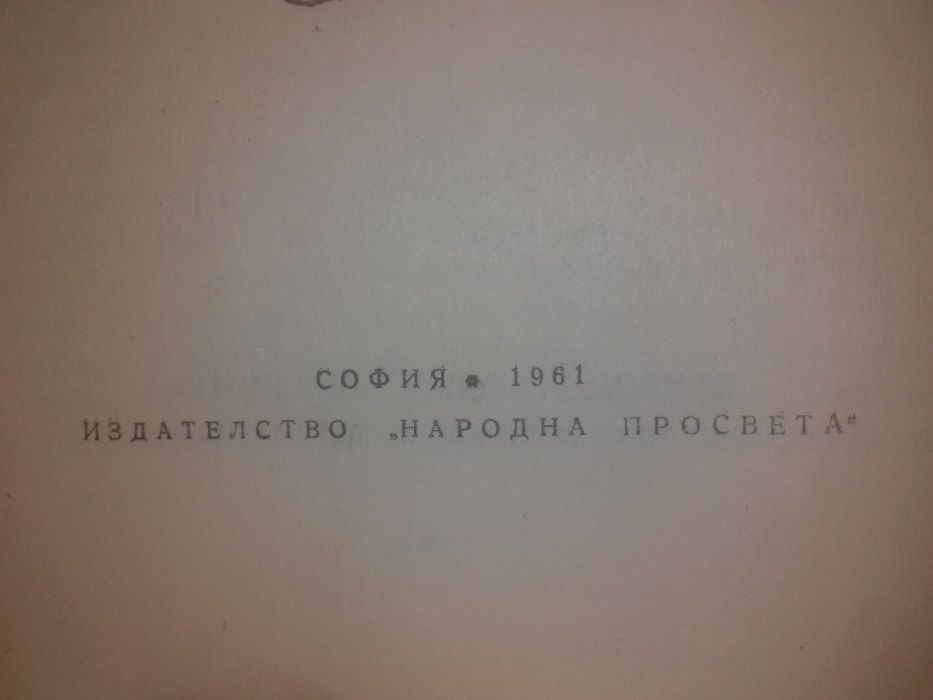 СОФИЯ * 1961
ИЗДАТЕЛСТВО „НАРОДНА ПРОСВЕТА“